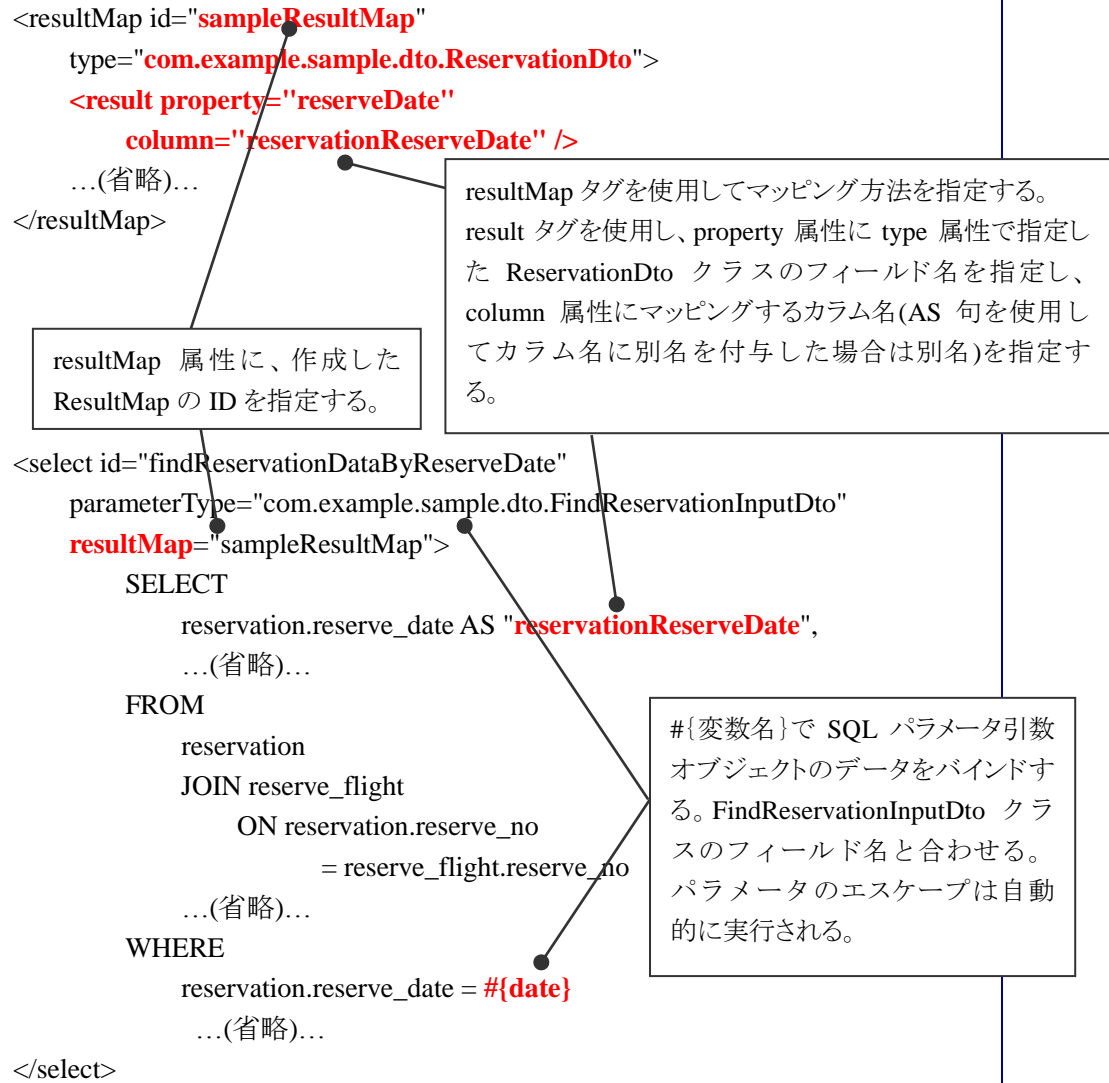 <resultMap id="sampleResultMap"
type="com.example.sample.dto.ReservationDto">
<result property="reserveDate"
column="reservationReserveDate" />
…(省略)…
</resultMap>
resultMap タグを使用してマッピング方法を指定する。
result タグを使用し、property 属性に type 属性で指定し
た ReservationDto クラスのフィールド名を指定し、
column 属性にマッピングするカラム名(AS 句を使用し
てカラム名に別名を付与した場合は別名)を指定す
る。
resultMap 属性に、作成した
ResultMap の ID を指定する。
<select id="findReservationDataByReserveDate"
parameterType="com.example.sample.dto.FindReservationInputDto"
resultMap="sampleResultMap">
SELECT
reservation.reserve_date AS "reservationReserveDate",
…(省略)…
FROM
reservation
JOIN reserve_flight
ON reservation.reserve_no
= reserve_flight.reserve_no
…(省略)…
WHERE
reservation.reserve_date = #{date}
…(省略)…
</select>
#{変数名}で SQL パラメータ引数
オブジェクトのデータをバインドす
る。FindReservationInputDto クラ
スのフィールド名と合わせる。
パラメータのエスケープは自動
的に実行される。